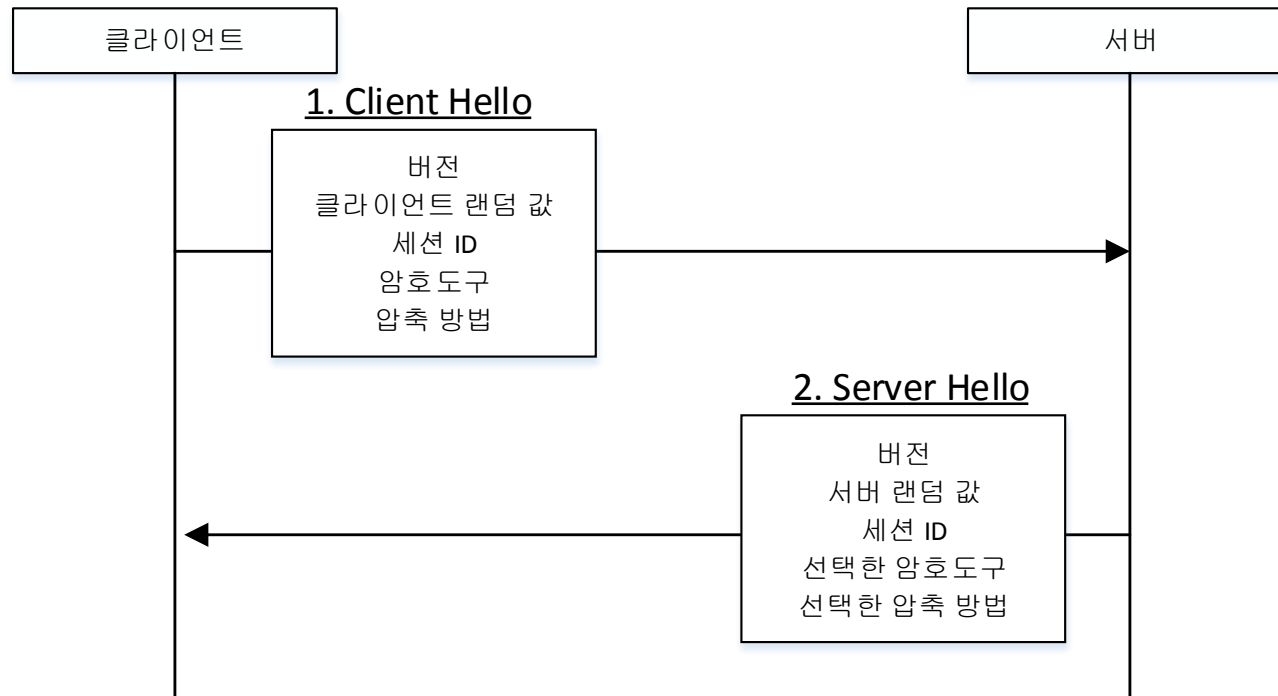 클라이언트
서버
1. Client Hello
버전
클라이언트 랜덤 값
세션 ID
암호도구
압축 방법
2. Server Hello
버전
서버 랜덤 값
세션 ID
선택한 암호도구
선택한 압축 방법